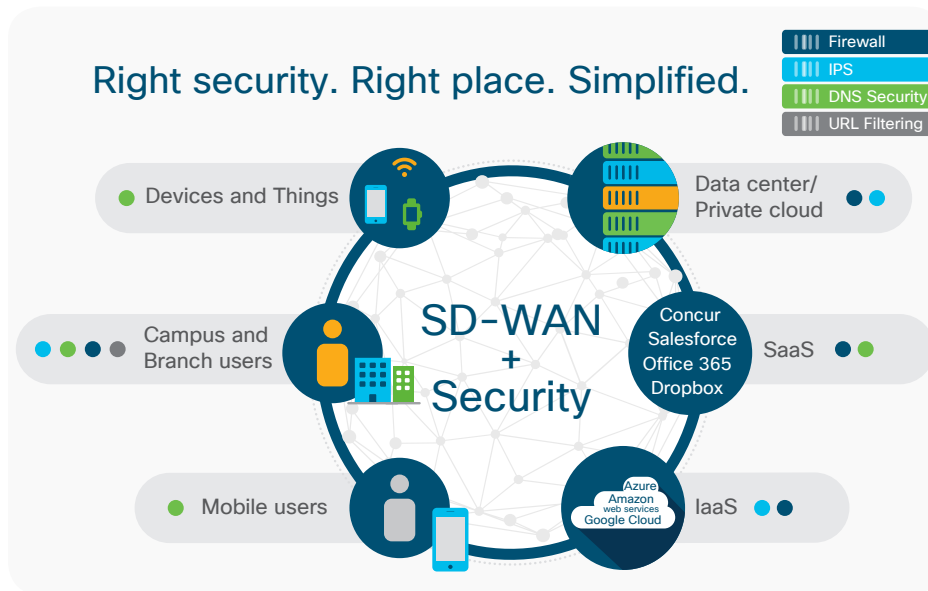 Right security. Right place. Simplified.
Firewall
IPS
DNS Security
URL Filtering
Devices and Things
Data center/
Private cloud
Campus and
Branch users
SD-WAN
+
Security
Concur
Salesforce
Office 365
Dropbox
SaaS
Mobile users
Azure
Amazon
web services
Google Cloud
IaaS